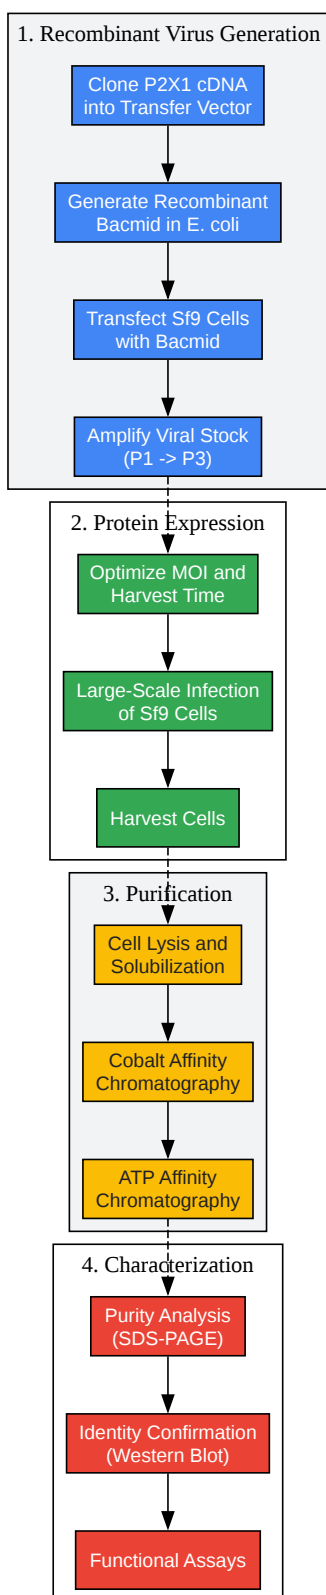 1. Recombinant Virus Generation
Clone P2X1 cDNA
into Transfer Vector
Generate Recombinant
Bacmid in E. coli
Transfect Sf9 Cells
with Bacmid
Amplify Viral Stock
(P1 -> P3)
2. Protein Expression
Optimize MOI and
Harvest Time
Large-Scale Infection
of Sf9 Cells
Harvest Cells
3. Purification
Cell Lysis and
Solubilization
Cobalt Affinity
Chromatography
ATP Affinity
Chromatography
4. Characterization
Purity Analysis
(SDS-PAGE)
Identity Confirmation
(Western Blot)
Functional Assays